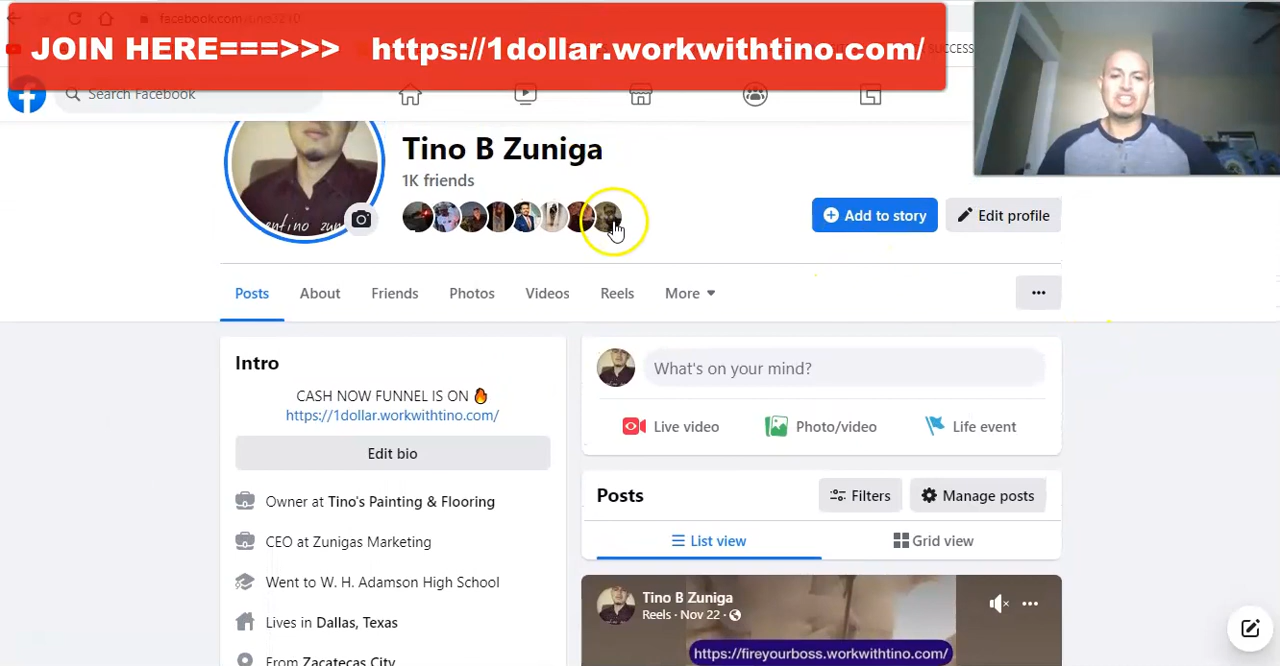 JOIN HERE===>>> https://1dollar.workwithtino.com/
SUCCESS
Search Facebook
Tino B Zuniga
1K friends
Add to story
Edit profile
Posts
About
Friends
Photos
Videos
Reels
More
Intro
CASH NOW FUNNEL IS ON 🔥
https://1dollar.workwithtino.com/
Edit bio
Owner at Tino's Painting & Flooring
CEO at Zunigas Marketing
Went to W. H. Adamson High School
Lives in Dallas, Texas
From Zacatecas City
What's on your mind?
Live video
Photo/video
Life event
Posts
Filters
Manage posts
List view
Grid view
Tino B Zuniga
Reels · Nov 22 ·
https://fireyourboss.workwithtino.com/